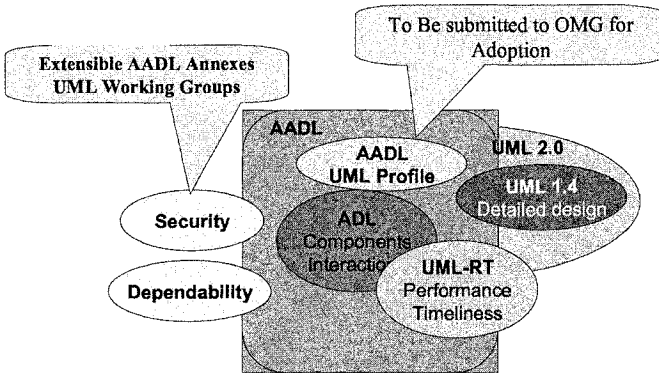 To Be submitted to OMG for
Adoption
Extensible AADL Annexes
UML Working Groups
AADL
AADL
UML Profile
UML 2.0
UML 1.4
Detailed design
Security
ADL
Components
Interaction
UML-RT
Performance
Timeliness
Dependability